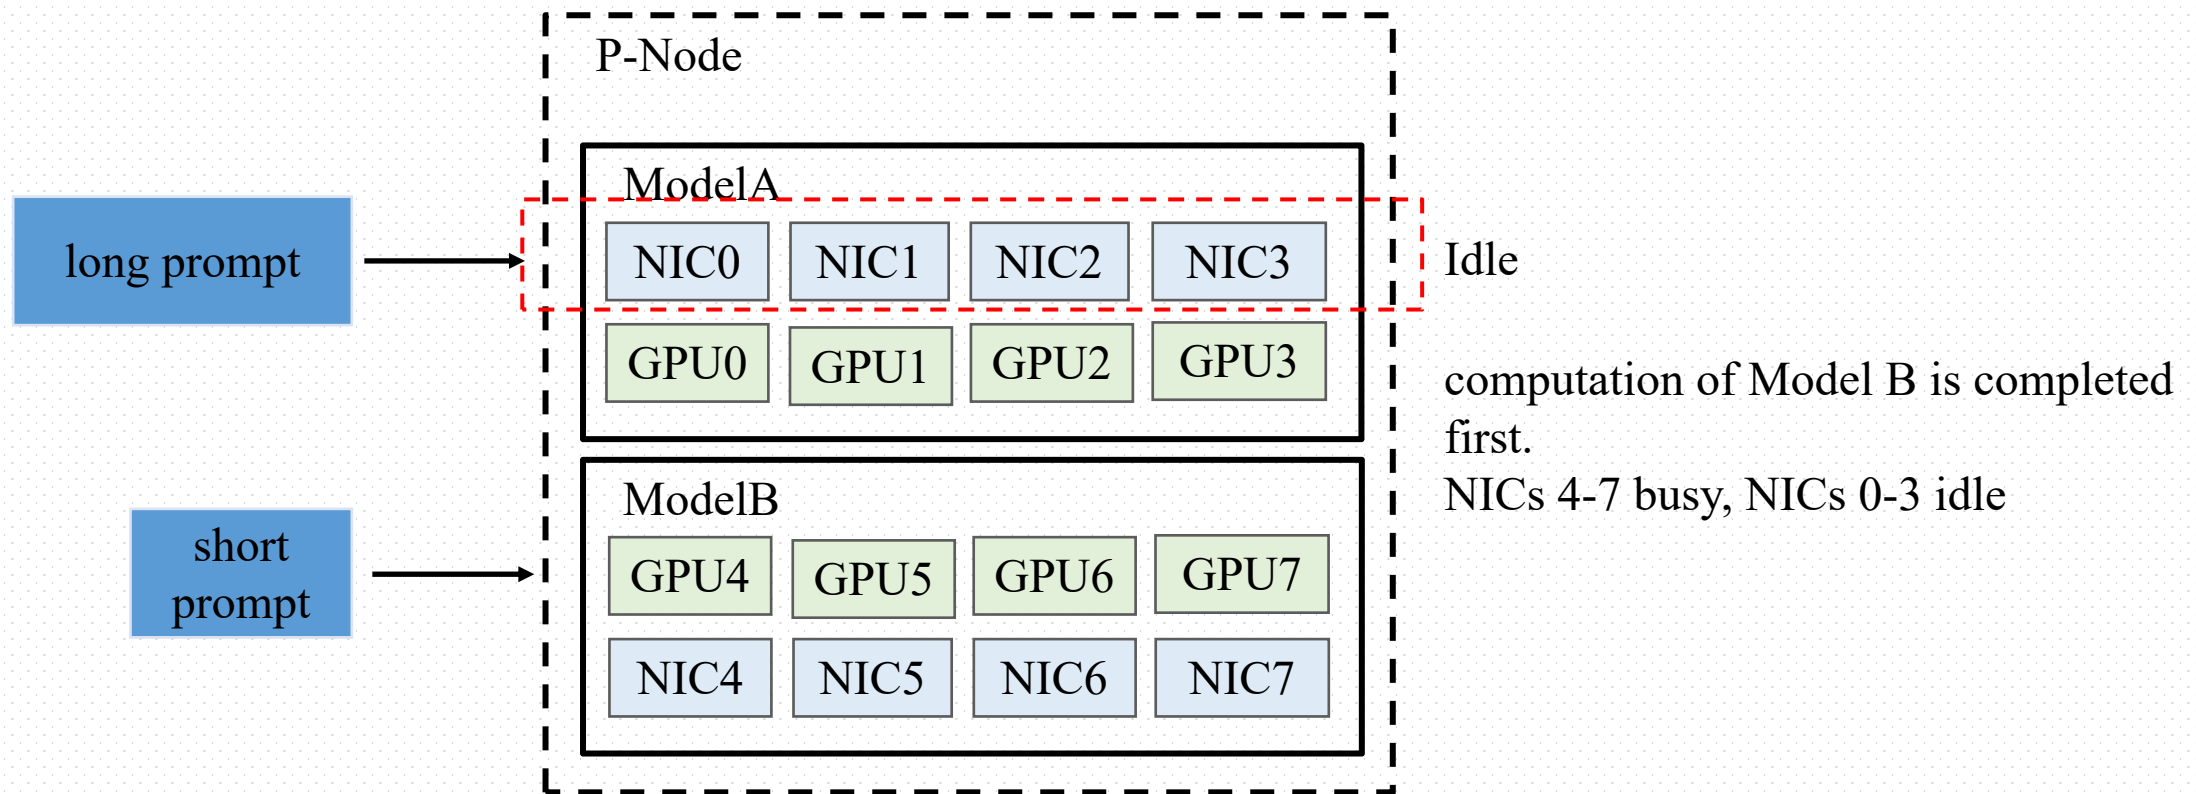 P-Node
ModelA
long prompt
NIC0 NIC1 NIC2 NIC3
Idle
GPU0 GPU1 GPU2 GPU3
computation of Model B is completed
first.
NICs 4-7 busy, NICs 0-3 idle
ModelB
short
prompt
GPU4 GPU5 GPU6 GPU7
NIC4 NIC5 NIC6 NIC7